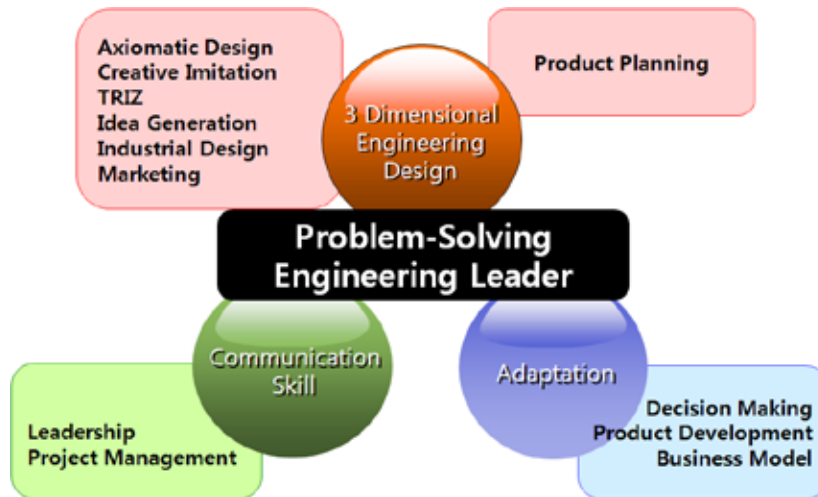 Axiomatic Design
Creative Imitation
TRIZ
Idea Generation
Industrial Design
Marketing
3 Dimensional
Engineering
Design
Product Planning
Problem-Solving
Engineering Leader
Communication
Skill
Adaptation
Leadership
Project Management
Decision Making
Product Development
Business Model